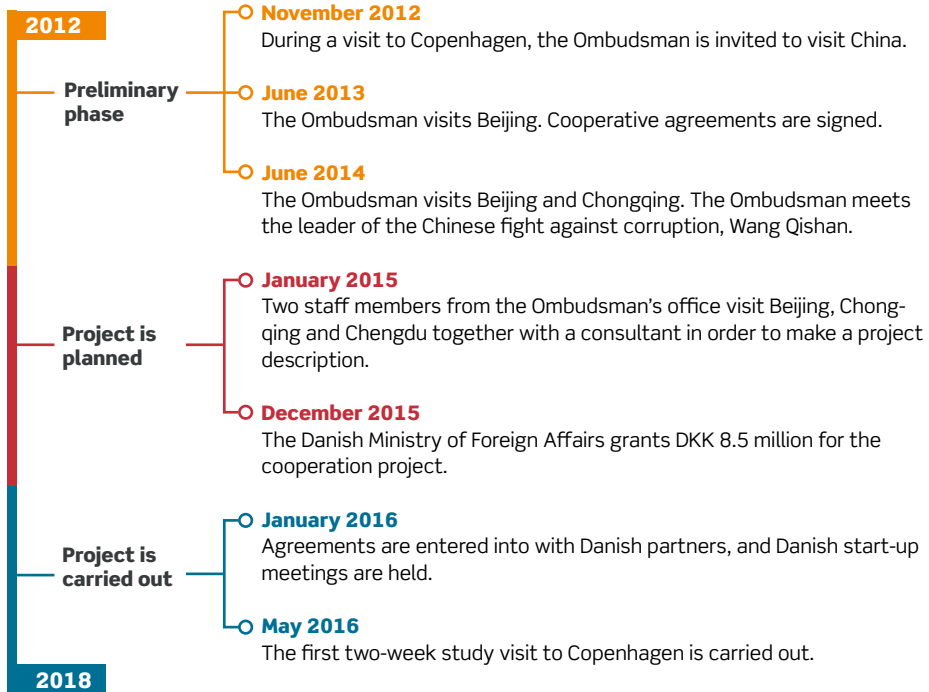 2012
November 2012
During a visit to Copenhagen, the Ombudsman is invited to visit China.
Preliminary
phase
June 2013
The Ombudsman visits Beijing. Cooperative agreements are signed.
June 2014
The Ombudsman visits Beijing and Chongqing. The Ombudsman meets
the leader of the Chinese fight against corruption, Wang Qishan.
Project is
planned
January 2015
Two staff members from the Ombudsman’s office visit Beijing, Chong-
qing and Chengdu together with a consultant in order to make a project
description.
December 2015
The Danish Ministry of Foreign Affairs grants DKK 8.5 million for the
cooperation project.
Project is
carried out
January 2016
Agreements are entered into with Danish partners, and Danish start-up
meetings are held.
May 2016
The first two-week study visit to Copenhagen is carried out.
2018